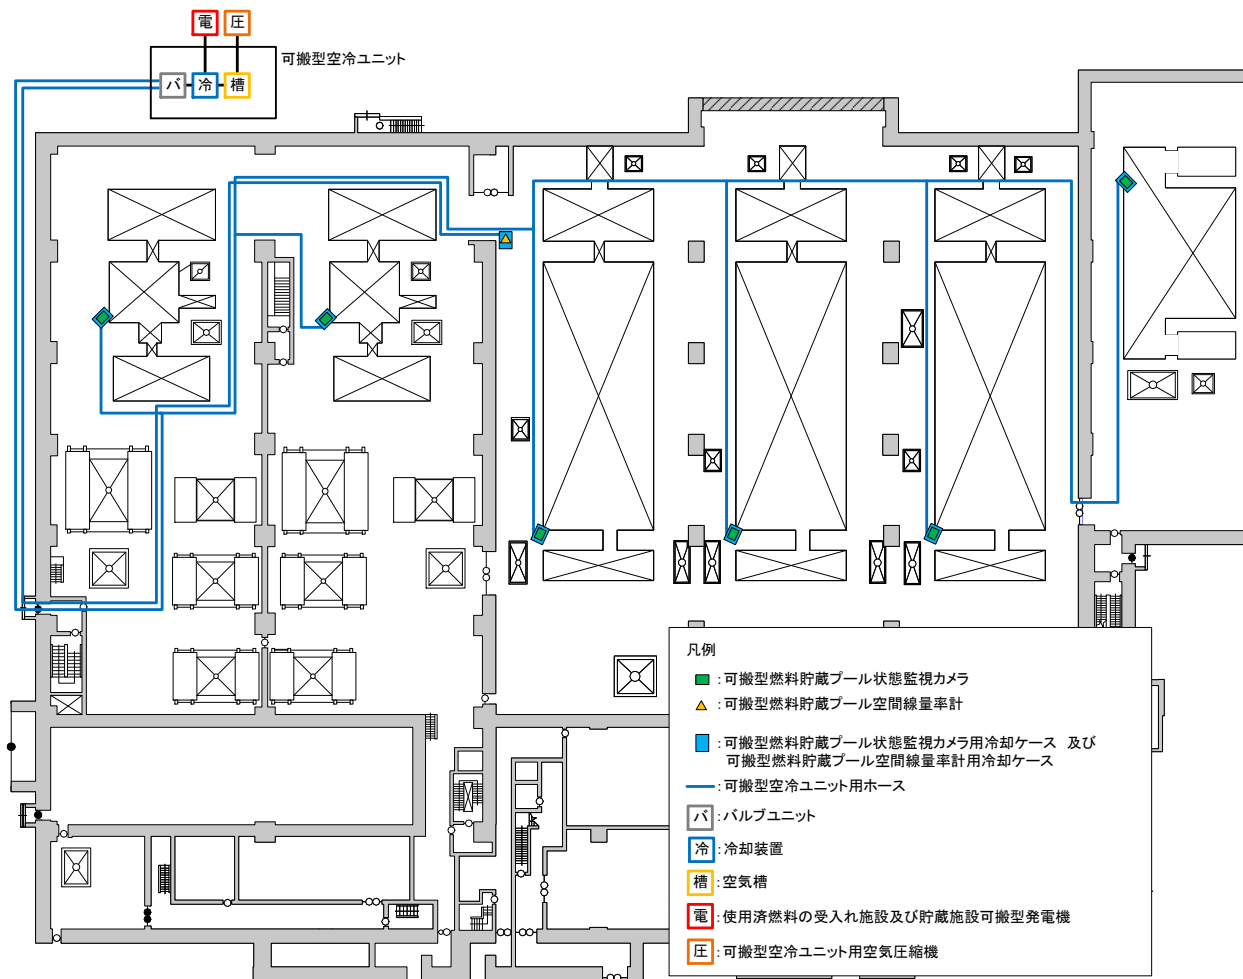 電 圧
可搬型空冷ユニット
バ 冷 槽
凡例
:可搬型燃料貯蔵プール状態監視カメラ
:可搬型燃料貯蔵プール空間線量率計
:可搬型燃料貯蔵プール状態監視カメラ用冷却ケース 及び
可搬型燃料貯蔵プール空間線量率計用冷却ケース
:可搬型空冷ユニット用ホース
バ:バルブユニット
冷:冷却装置
槽:空気槽
電:使用済燃料の受入れ施設及び貯蔵施設可搬型発電機
圧:可搬型空冷ユニット用空気圧縮機